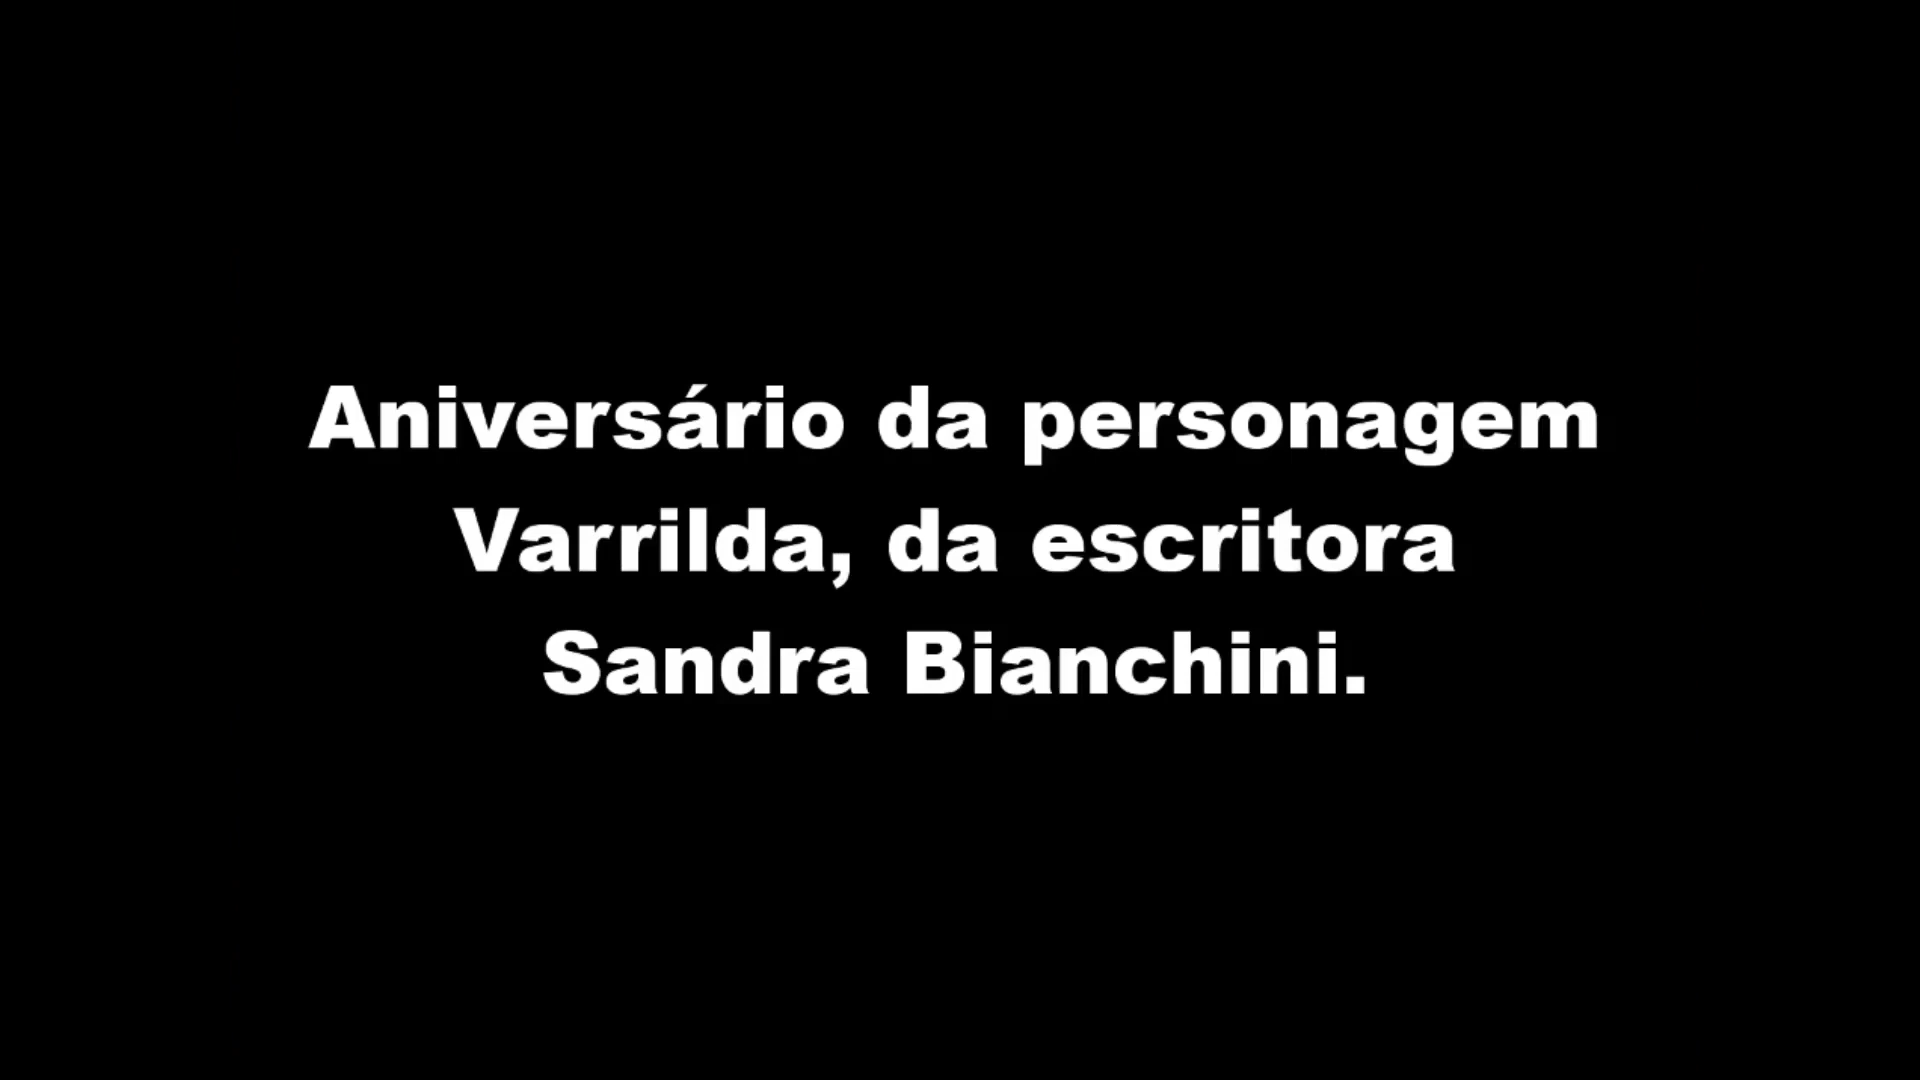 Aniversário da personagem
Varrilda, da escritora
Sandra Bianchini.